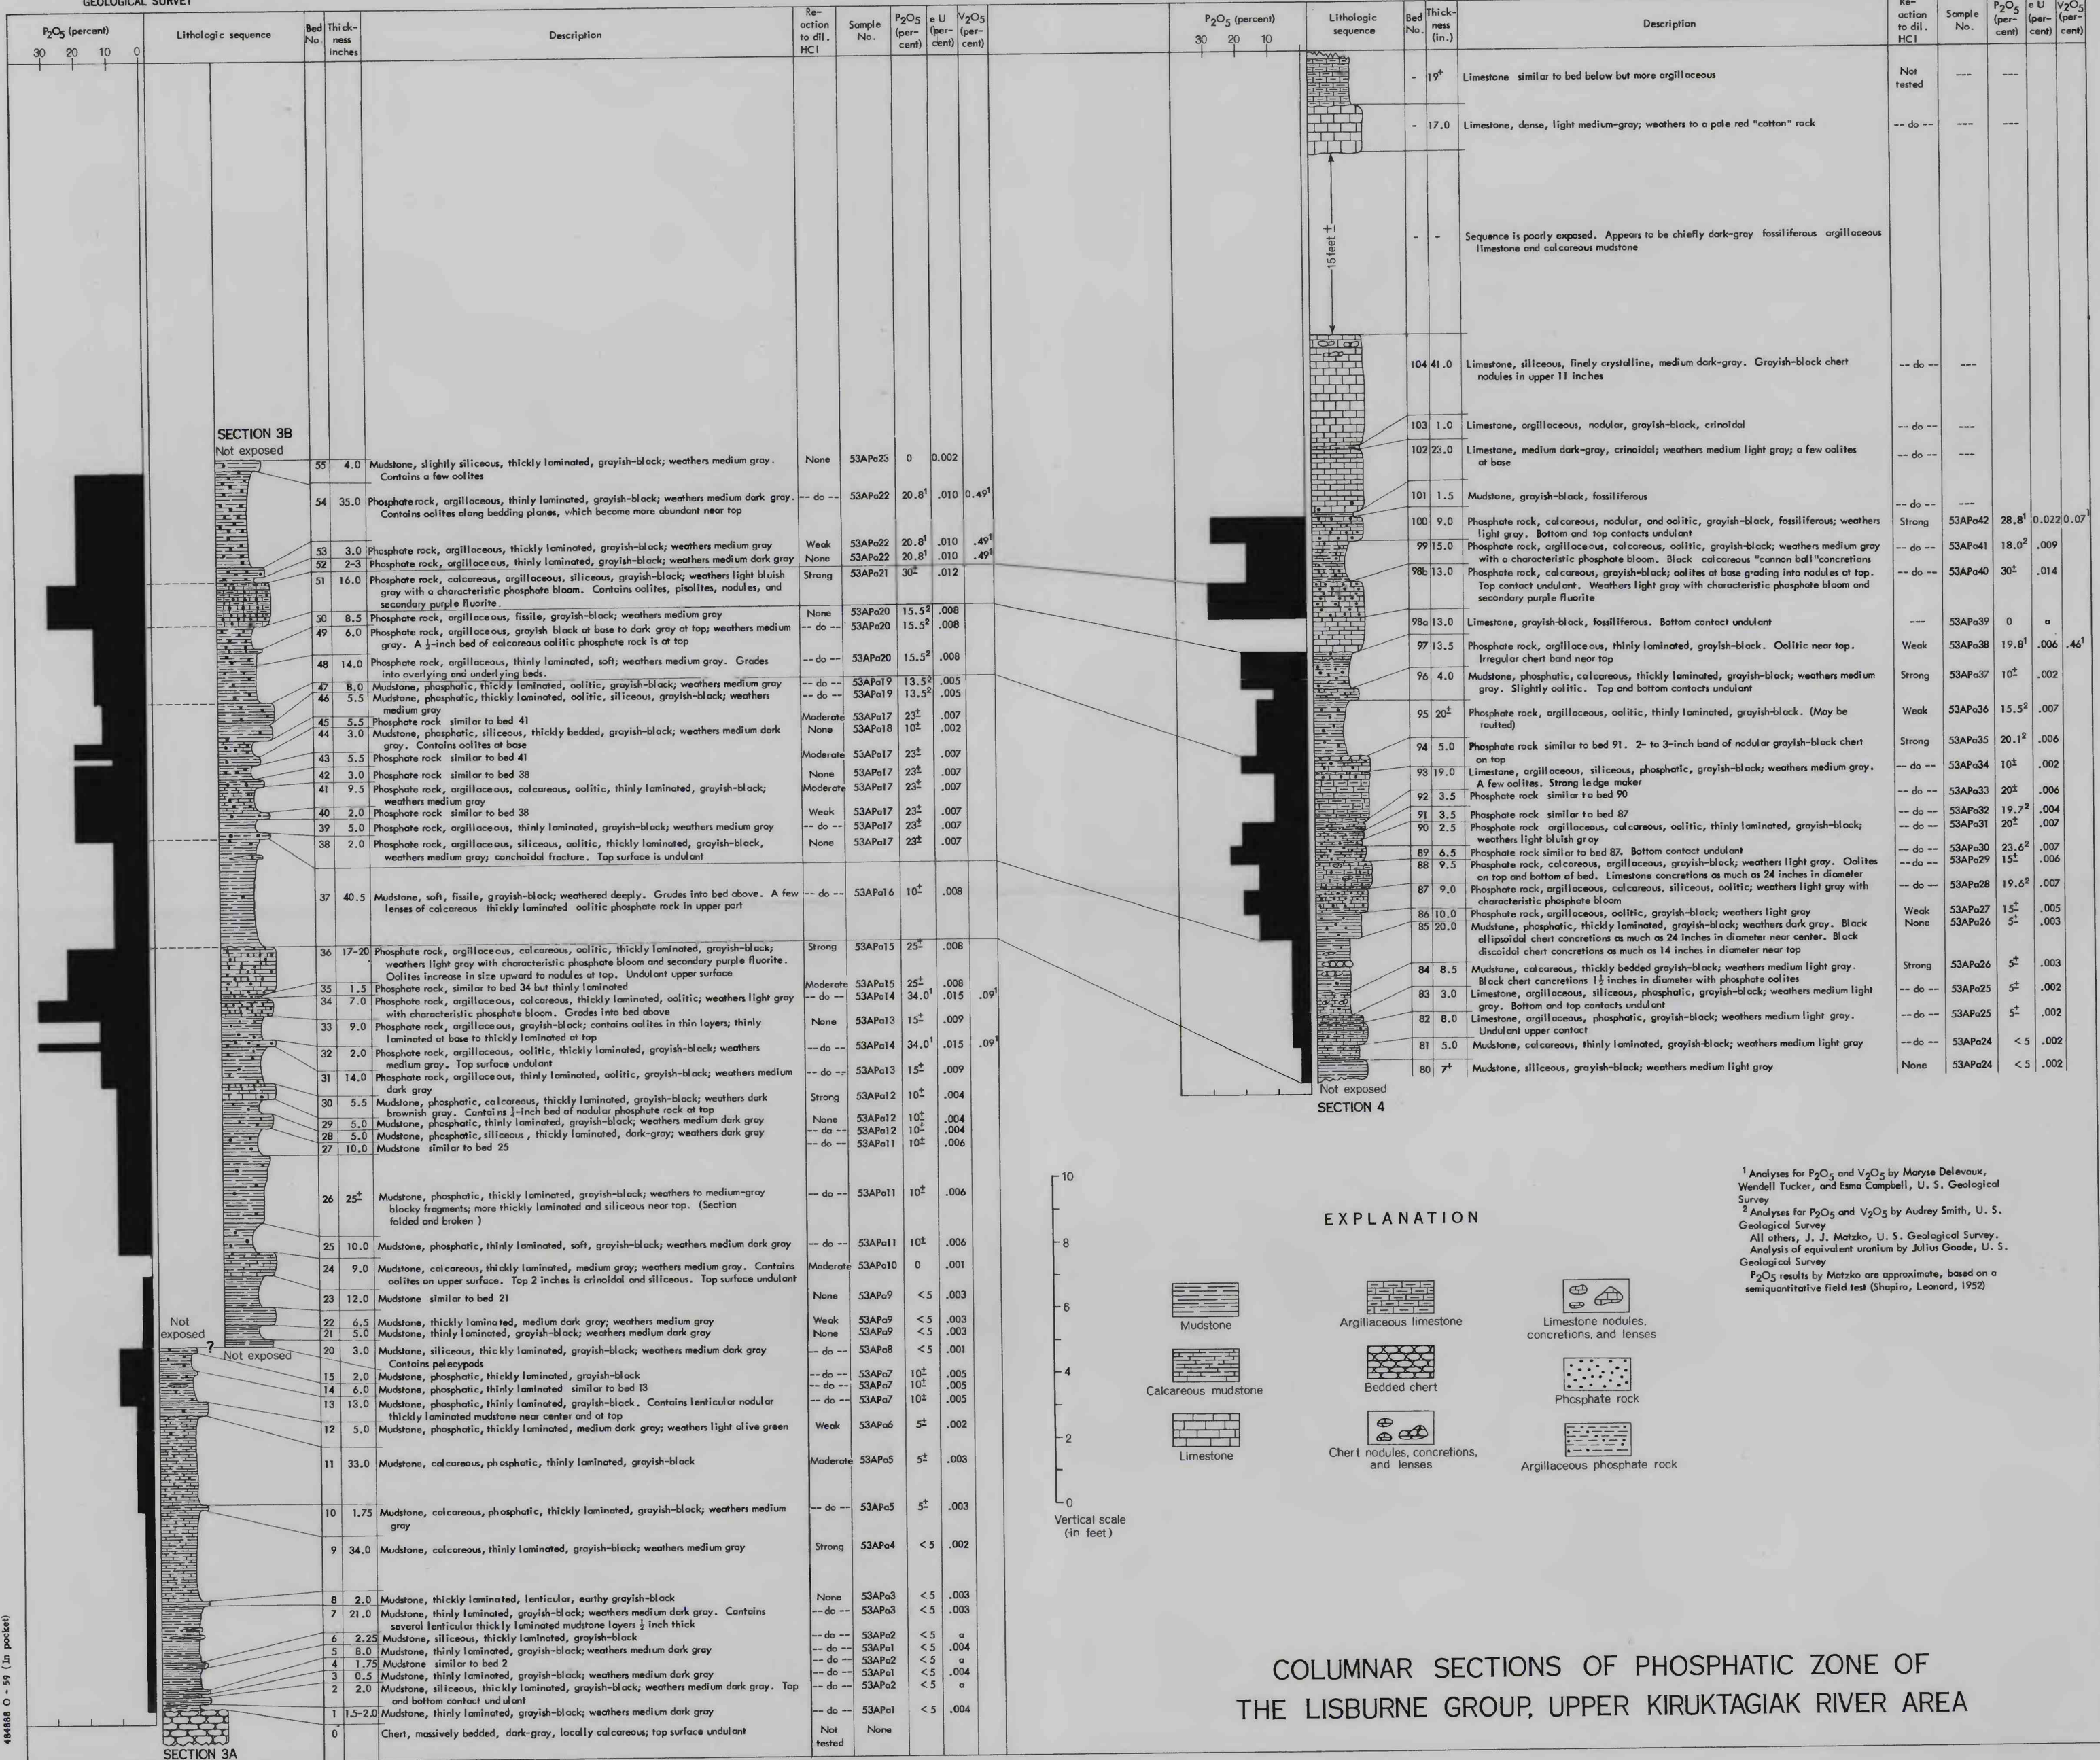 GEOLOGICAL SURVEY
P2O5 (percent)
30 20 10 0
Lithologic sequence
Bed No.
Thick-ness inches
Description
Re-action to dil. HCl
Sample No.
P2O5 (per-cent)
e U (per-cent)
V2O5 (per-cent)
SECTION 3B
Not exposed
55 4.0 Mudstone, slightly siliceous, thickly laminated, grayish-black; weathers medium gray. None 53APa23 0 0.002
Contains a few oolites
54 35.0 Phosphate rock, argillaceous, thinly laminated, grayish-black; weathers medium dark gray. -- do -- 53APa22 20.8¹ .010 0.49¹
Contains oolites along bedding planes, which become more abundant near top
53 3.0 Phosphate rock, argillaceous, thickly laminated, grayish-black; weathers medium gray Weak 53APa22 20.8¹ .010 .49¹
52 2-3 Phosphate rock, argillaceous, thinly laminated, grayish-black; weathers medium dark gray None 53APa22 20.8¹ .010 .49¹
51 16.0 Phosphate rock, calcareous, argillaceous, siliceous, grayish-black; weathers light bluish Strong 53APa21 30± .012
gray with a characteristic phosphate bloom. Contains oolites, pisolites, nodules, and
secondary purple fluorite
50 8.5 Phosphate rock, argillaceous, fissile, grayish-black; weathers medium gray None 53APa20 15.5² .008
49 6.0 Phosphate rock, argillaceous, grayish black at base to dark gray at top; weathers medium -- do -- 53APa20 15.5² .008
gray. A ½-inch bed of calcareous oolitic phosphate rock is at top
48 14.0 Phosphate rock, argillaceous, thinly laminated, soft; weathers medium gray. Grades -- do -- 53APa20 15.5² .008
into overlying and underlying beds.
47 8.0 Mudstone, phosphatic, thickly laminated, oolitic, grayish-black; weathers medium gray -- do -- 53APa19 13.5² .005
46 5.5 Mudstone, phosphatic, thickly laminated, oolitic, siliceous, grayish-black; weathers -- do -- 53APa19 13.5² .005
medium gray
45 5.5 Phosphate rock similar to bed 41 Moderate 53APa17 23± .007
44 3.0 Mudstone, phosphatic, siliceous, thickly bedded, grayish-black; weathers medium dark None 53APa18 10± .002
gray. Contains oolites at base
43 5.5 Phosphate rock similar to bed 41 Moderate 53APa17 23± .007
42 3.0 Phosphate rock similar to bed 38 None 53APa17 23± .007
41 9.5 Phosphate rock, argillaceous, calcareous, oolitic, thinly laminated, grayish-black; Moderate 53APa17 23± .007
weathers medium gray
40 2.0 Phosphate rock similar to bed 38 Weak 53APa17 23± .007
39 5.0 Phosphate rock, argillaceous, thinly laminated, grayish-black; weathers medium gray -- do -- 53APa17 23± .007
38 2.0 Phosphate rock, argillaceous, siliceous, oolitic, thickly laminated, grayish-black, None 53APa17 23± .007
weathers medium gray; conchoidal fracture. Top surface is undulant
37 40.5 Mudstone, soft, fissile, grayish-black; weathered deeply. Grades into bed above. A few -- do -- 53APa16 10± .008
lenses of calcareous thickly laminated oolitic phosphate rock in upper part
36 17-20 Phosphate rock, argillaceous, calcareous, oolitic, thickly laminated, grayish-black; Strong 53APa15 25± .008
weathers light gray with characteristic phosphate bloom and secondary purple fluorite.
Oolites increase in size upward to nodules at top. Undulant upper surface
35 1.5 Phosphate rock, similar to bed 34 but thinly laminated Moderate 53APa15 25± .008
34 7.0 Phosphate rock, argillaceous, calcareous, thickly laminated, oolitic; weathers light gray -- do -- 53APa14 34.0¹ .015 .09¹
with characteristic phosphate bloom. Grades into bed above
33 9.0 Phosphate rock, argillaceous, grayish-black; contains oolites in thin layers; thinly None 53APa13 15± .009
laminated at base to thickly laminated at top
32 2.0 Phosphate rock, argillaceous, oolitic, thickly laminated, grayish-black; weathers -- do -- 53APa14 34.0¹ .015 .09¹
medium gray. Top surface undulant
31 14.0 Phosphate rock, argillaceous, thinly laminated, oolitic, grayish-black; weathers medium -- do -- 53APa13 15± .009
dark gray
30 5.5 Mudstone, phosphatic, calcareous, thickly laminated, grayish-black; weathers dark Strong 53APa12 10± .004
brownish gray. Contains ½-inch bed of nodular phosphate rock at top
29 5.0 Mudstone, phosphatic, thinly laminated, grayish-black; weathers medium dark gray None 53APa12 10± .004
28 5.0 Mudstone, phosphatic, siliceous, thickly laminated, dark-gray; weathers dark gray -- do -- 53APa12 10± .004
27 10.0 Mudstone similar to bed 25 -- do -- 53APa11 10± .006
26 25± Mudstone, phosphatic, thickly laminated, grayish-black; weathers to medium-gray -- do -- 53APa11 10± .006
blocky fragments; more thickly laminated and siliceous near top. (Section
folded and broken )
25 10.0 Mudstone, phosphatic, thinly laminated, soft, grayish-black; weathers medium dark gray -- do -- 53APa11 10± .006
24 9.0 Mudstone, calcareous, thickly laminated, medium gray; weathers medium gray. Contains Moderate 53APa10 0 .001
oolites on upper surface. Top 2 inches is crinoidal and siliceous. Top surface undulant
23 12.0 Mudstone similar to bed 21 None 53APa9 <5 .003
22 6.5 Mudstone, thickly laminated, medium dark gray; weathers medium gray Weak 53APa9 <5 .003
21 5.0 Mudstone, thinly laminated, grayish-black; weathers medium dark gray None 53APa9 <5 .003
Not exposed
?
Not exposed
20 3.0 Mudstone, siliceous, thickly laminated, grayish-black; weathers medium dark gray -- do -- 53APa8 <5 .001
Contains pelecypods
15 2.0 Mudstone, phosphatic, thickly laminated, grayish-black -- do -- 53APa7 10± .005
14 6.0 Mudstone, phosphatic, thinly laminated similar to bed 13 -- do -- 53APa7 10± .005
13 13.0 Mudstone, phosphatic, thinly laminated, grayish-black. Contains lenticular nodular -- do -- 53APa7 10± .005
thickly laminated mudstone near center and at top
12 5.0 Mudstone, phosphatic, thickly laminated, medium dark gray; weathers light olive green Weak 53APa6 5± .002
11 33.0 Mudstone, calcareous, phosphatic, thinly laminated, grayish-black Moderate 53APa5 5± .003
10 1.75 Mudstone, calcareous, phosphatic, thickly laminated, grayish-black; weathers medium -- do -- 53APa5 5± .003
gray
9 34.0 Mudstone, calcareous, thinly laminated, grayish-black; weathers medium gray Strong 53APa4 <5 .002
8 2.0 Mudstone, thickly laminated, lenticular, earthy grayish-black None 53APa3 <5 .003
7 21.0 Mudstone, thinly laminated, grayish-black; weathers medium dark gray. Contains -- do -- 53APa3 <5 .003
several lenticular thickly laminated mudstone layers ½ inch thick
6 2.25 Mudstone, siliceous, thickly laminated, grayish-black -- do -- 53APa2 <5 a
5 8.0 Mudstone, thinly laminated, grayish-black; weathers medium dark gray -- do -- 53APa1 <5 .004
4 1.75 Mudstone similar to bed 2 -- do -- 53APa2 <5 a
3 0.5 Mudstone, thinly laminated, grayish-black; weathers medium dark gray -- do -- 53APa1 <5 .004
2 2.0 Mudstone, siliceous, thickly laminated, grayish-black; weathers medium dark gray. Top -- do -- 53APa2 <5 a
and bottom contact undulant
1 1.5-2.0 Mudstone, thinly laminated, grayish-black; weathers medium dark gray -- do -- 53APa1 <5 .004
0 Chert, massively bedded, dark-gray, locally calcareous; top surface undulant Not tested None
SECTION 3A
484888 O - 59 (In pocket)
P2O5 (percent)
30 20 10
Lithologic sequence
Bed No.
Thick-ness (in.)
Description
Re-action to dil. HCl
Sample No.
P2O5 (per-cent)
e U (per-cent)
V2O5 (per-cent)
- 19+ Limestone similar to bed below but more argillaceous Not tested --- ---
- 17.0 Limestone, dense, light medium-gray; weathers to a pale red "cotton" rock -- do -- --- ---
15 feet ±
- - Sequence is poorly exposed. Appears to be chiefly dark-gray fossiliferous argillaceous
limestone and calcareous mudstone
104 41.0 Limestone, siliceous, finely crystalline, medium dark-gray. Grayish-black chert -- do -- ---
nodules in upper 11 inches
103 1.0 Limestone, argillaceous, nodular, grayish-black, crinoidal -- do -- ---
102 23.0 Limestone, medium dark-gray, crinoidal; weathers medium light gray; a few oolites -- do -- ---
at base
101 1.5 Mudstone, grayish-black, fossiliferous -- do -- ---
100 9.0 Phosphate rock, calcareous, nodular, and oolitic, grayish-black, fossiliferous; weathers Strong 53APa42 28.8¹ 0.022 0.07¹
light gray. Bottom and top contacts undulant
99 15.0 Phosphate rock, argillaceous, calcareous, oolitic, grayish-black; weathers medium gray -- do -- 53APa41 18.0² .009
with a characteristic phosphate bloom. Black calcareous "cannon ball" concretions
98b 13.0 Phosphate rock, calcareous, grayish-black; oolites at base grading into nodules at top. -- do -- 53APa40 30± .014
Top contact undulant. Weathers light gray with characteristic phosphate bloom and
secondary purple fluorite
98a 13.0 Limestone, grayish-black, fossiliferous. Bottom contact undulant --- 53APa39 0 a
97 13.5 Phosphate rock, argillaceous, thinly laminated, grayish-black. Oolitic near top. Weak 53APa38 19.8¹ .006 .46¹
Irregular chert band near top
96 4.0 Mudstone, phosphatic, calcareous, thickly laminated, grayish-black; weathers medium Strong 53APa37 10± .002
gray. Slightly oolitic. Top and bottom contacts undulant
95 20± Phosphate rock, argillaceous, oolitic, thinly laminated, grayish-black. (May be Weak 53APa36 15.5² .007
faulted)
94 5.0 Phosphate rock similar to bed 91. 2- to 3-inch band of nodular grayish-black chert Strong 53APa35 20.1² .006
on top
93 19.0 Limestone, argillaceous, siliceous, phosphatic, grayish-black; weathers medium gray. -- do -- 53APa34 10± .002
A few oolites. Strong ledge maker
92 3.5 Phosphate rock similar to bed 90 -- do -- 53APa33 20± .006
91 3.5 Phosphate rock similar to bed 87 -- do -- 53APa32 19.7² .004
90 2.5 Phosphate rock argillaceous, calcareous, oolitic, thinly laminated, grayish-black; -- do -- 53APa31 20± .007
weathers light bluish gray
89 6.5 Phosphate rock similar to bed 87. Bottom contact undulant -- do -- 53APa30 23.6² .007
88 9.5 Phosphate rock, calcareous, argillaceous, grayish-black; weathers light gray. Oolites -- do -- 53APa29 15± .006
on top and bottom of bed. Limestone concretions as much as 24 inches in diameter
87 9.0 Phosphate rock, argillaceous, calcareous, siliceous, oolitic; weathers light gray with -- do -- 53APa28 19.6² .007
characteristic phosphate bloom
86 10.0 Phosphate rock, argillaceous, oolitic, grayish-black; weathers light gray Weak 53APa27 15± .005
85 20.0 Mudstone, phosphatic, thickly laminated, grayish-black; weathers dark gray. Black None 53APa26 5± .003
ellipsoidal chert concretions as much as 24 inches in diameter near center. Black
discoidal chert concretions as much as 14 inches in diameter near top
84 8.5 Mudstone, calcareous, thickly bedded grayish-black; weathers medium light gray. Strong 53APa26 5± .003
Black chert concretions 1½ inches in diameter with phosphate oolites
83 3.0 Limestone, argillaceous, siliceous, phosphatic, grayish-black; weathers medium light -- do -- 53APa25 5± .002
gray. Bottom and top contacts undulant
82 8.0 Limestone, argillaceous, phosphatic, grayish-black; weathers medium light gray. -- do -- 53APa25 5± .002
Undulant upper contact
81 5.0 Mudstone, calcareous, thinly laminated, grayish-black; weathers medium light gray -- do -- 53APa24 <5 .002
80 7+ Mudstone, siliceous, grayish-black; weathers medium light gray None 53APa24 <5 .002
Not exposed
SECTION 4
10
8
6
4
2
0
Vertical scale
(in feet)
EXPLANATION
Mudstone
Argillaceous limestone
Limestone nodules,
concretions, and lenses
Calcareous mudstone
Bedded chert
Phosphate rock
Limestone
Chert nodules, concretions,
and lenses
Argillaceous phosphate rock
¹ Analyses for P2O5 and V2O5 by Maryse Delevaux,
Wendell Tucker, and Esma Campbell, U. S. Geological
Survey
² Analyses for P2O5 and V2O5 by Audrey Smith, U. S.
Geological Survey
All others, J. J. Matzko, U. S. Geological Survey.
Analysis of equivalent uranium by Julius Goode, U. S.
Geological Survey
P2O5 results by Matzko are approximate, based on a
semiquantitative field test (Shapiro, Leonard, 1952)
COLUMNAR SECTIONS OF PHOSPHATIC ZONE OF
THE LISBURNE GROUP, UPPER KIRUKTAGIAK RIVER AREA